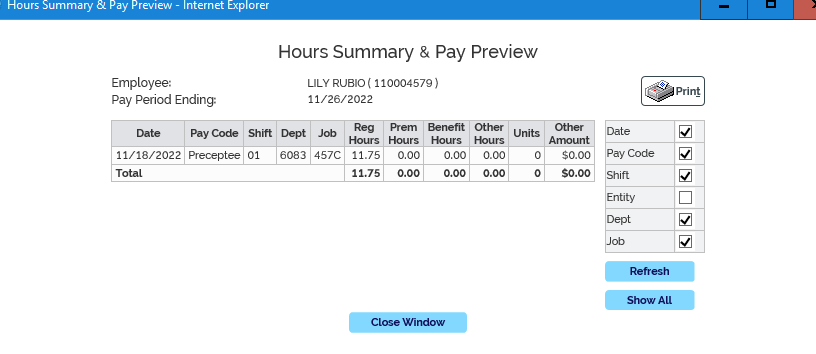 Hours Summary & Pay Preview - Internet Explorer
Hours Summary & Pay Preview
Employee: LILY RUBIO ( 110004579 )
Pay Period Ending: 11/26/2022
Print
Date Pay Code Shift Dept Job Reg Hours Prem Hours Benefit Hours Other Hours Units Other Amount
11/18/2022 Preceptee 01 6083 457C 11.75 0.00 0.00 0.00 0 $0.00
Total 11.75 0.00 0.00 0.00 0 $0.00
Date
Pay Code
Shift
Entity
Dept
Job
Refresh
Show All
Close Window